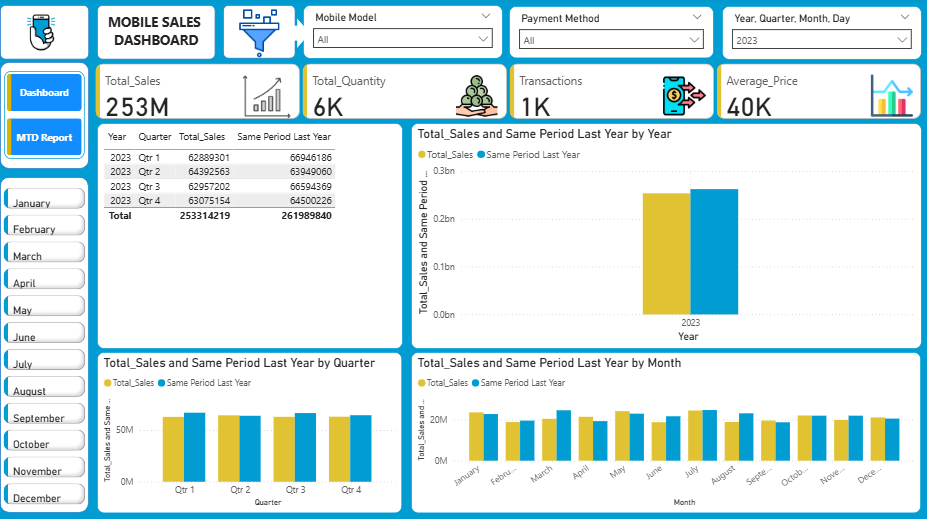 MOBILE SALES
DASHBOARD
Mobile Model
All
Payment Method
All
Year, Quarter, Month, Day
2023
Dashboard
MTD Report
Total_Sales
253M
Total_Quantity
6K
Transactions
1K
Average_Price
40K
January
February
March
April
May
June
July
August
September
October
November
December
Year Quarter Total_Sales Same Period Last Year
2023 Qtr 1 62889301 66946186
2023 Qtr 2 64392563 63949060
2023 Qtr 3 62957202 66594369
2023 Qtr 4 63075154 64500226
Total 253314219 261989840
Total_Sales and Same Period Last Year by Year
Total_Sales Same Period Last Year
Total_Sales and Same Period ...
0.3bn
0.2bn
0.1bn
0.0bn
2023
Year
Total_Sales and Same Period Last Year by Quarter
Total_Sales Same Period Last Year
Total_Sales and Same ...
50M
0M
Qtr 1 Qtr 2 Qtr 3 Qtr 4
Quarter
Total_Sales and Same Period Last Year by Month
Total_Sales Same Period Last Year
Total_Sales and...
20M
0M
January Febru... March April May June July August Septe... Octob... Nove... Dece...
Month